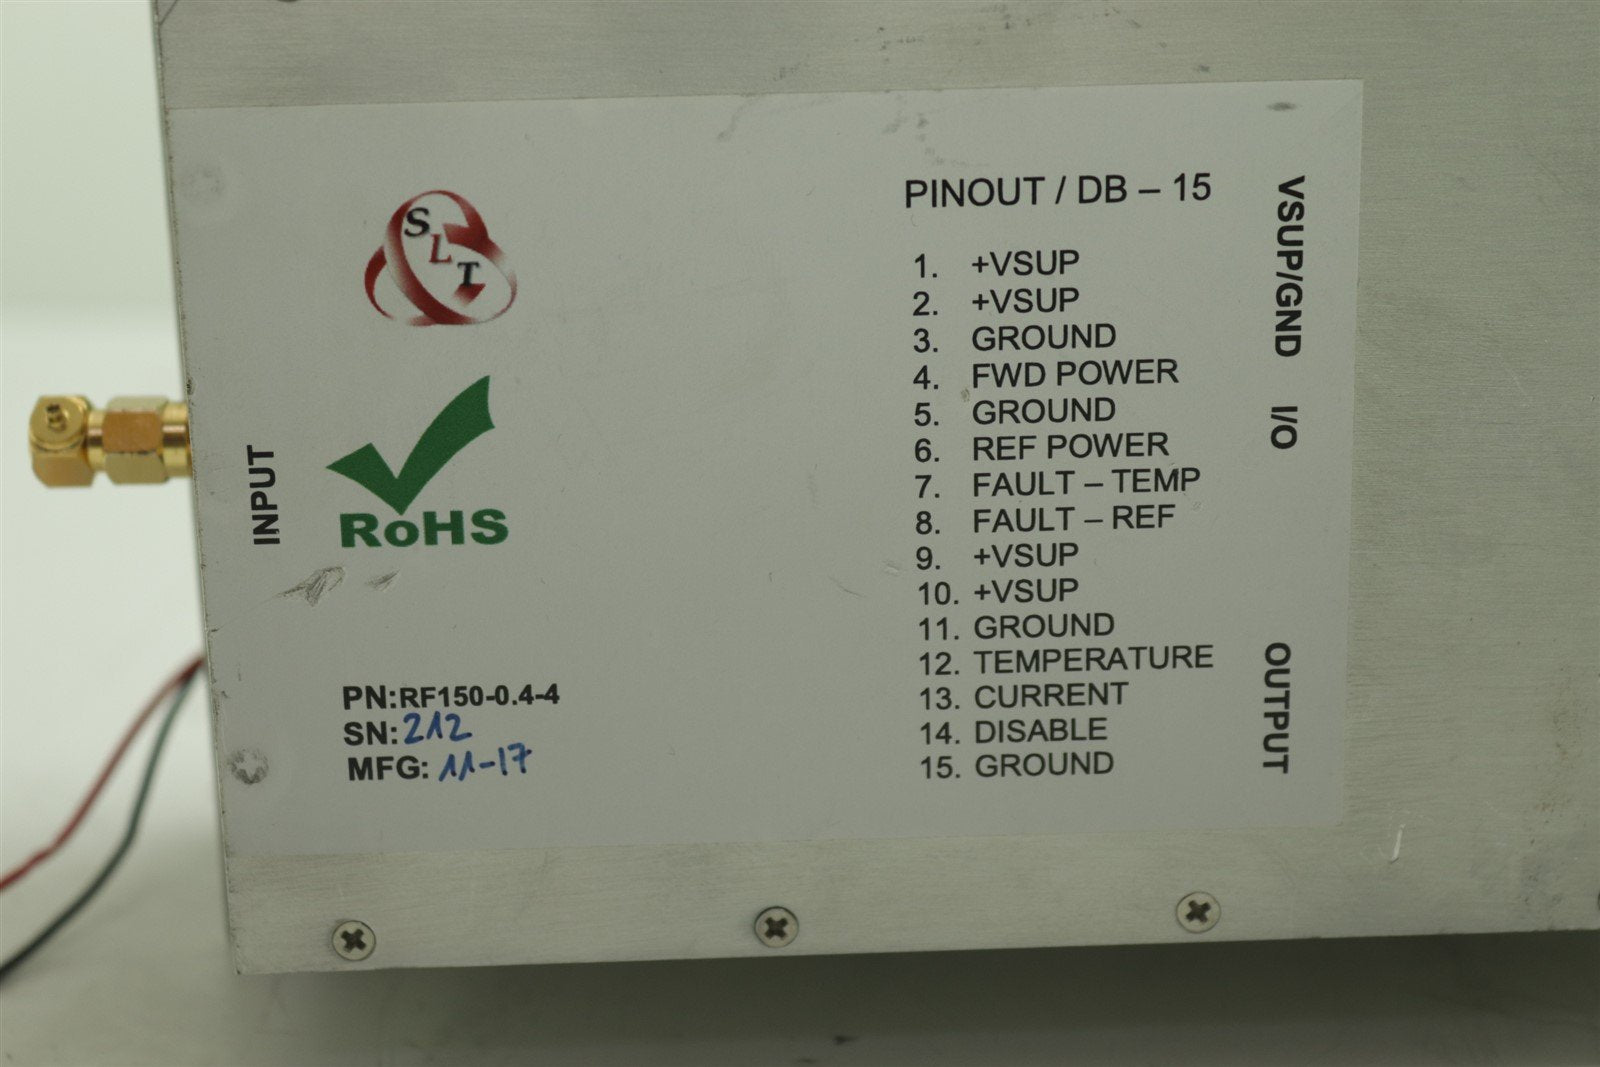 S
L
T
RoHS
INPUT
PN:RF150-0.4-4
SN:212
MFG: 11-17
PINOUT / DB – 15
1. +VSUP
2. +VSUP
3. GROUND
4. FWD POWER
5. GROUND
6. REF POWER
7. FAULT – TEMP
8. FAULT – REF
9. +VSUP
10. +VSUP
11. GROUND
12. TEMPERATURE
13. CURRENT
14. DISABLE
15. GROUND
VSUP/GND I/O OUTPUT